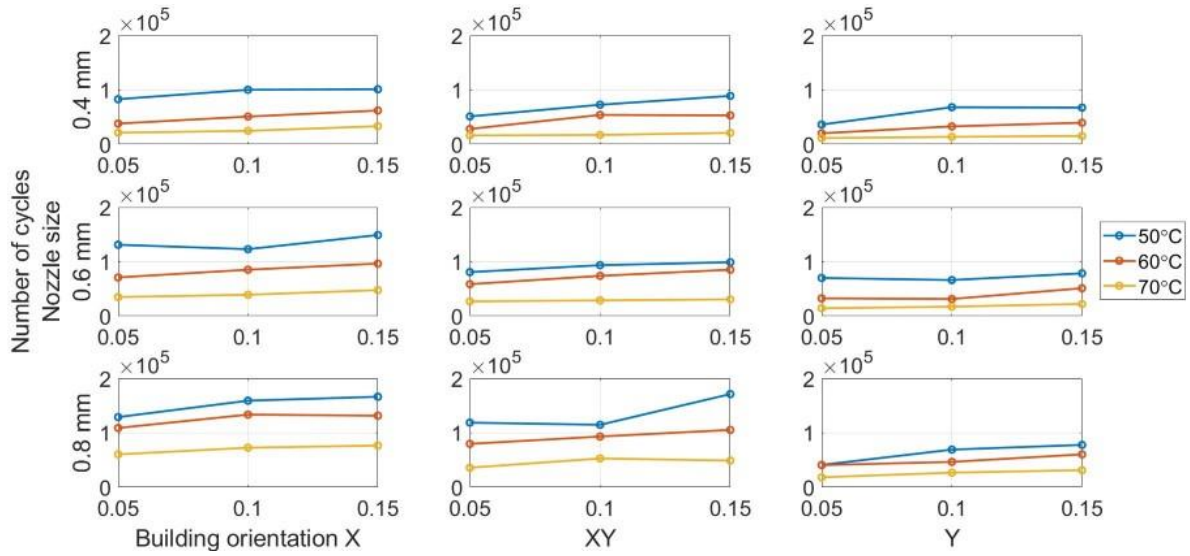 ×10^5 ×10^5 ×10^5
2 2 2
1 1 1
0 0 0
0.05 0.1 0.15 0.05 0.1 0.15 0.05 0.1 0.15
0.4 mm
×10^5 ×10^5 ×10^5
2 2 2
1 1 1
0 0 0
0.05 0.1 0.15 0.05 0.1 0.15 0.05 0.1 0.15
Number of cycles
Nozzle size
0.6 mm
50°C
60°C
70°C
×10^5 ×10^5 ×10^5
2 2 2
1 1 1
0 0 0
0.05 0.1 0.15 0.05 0.1 0.15 0.05 0.1 0.15
0.8 mm
Building orientation X XY Y